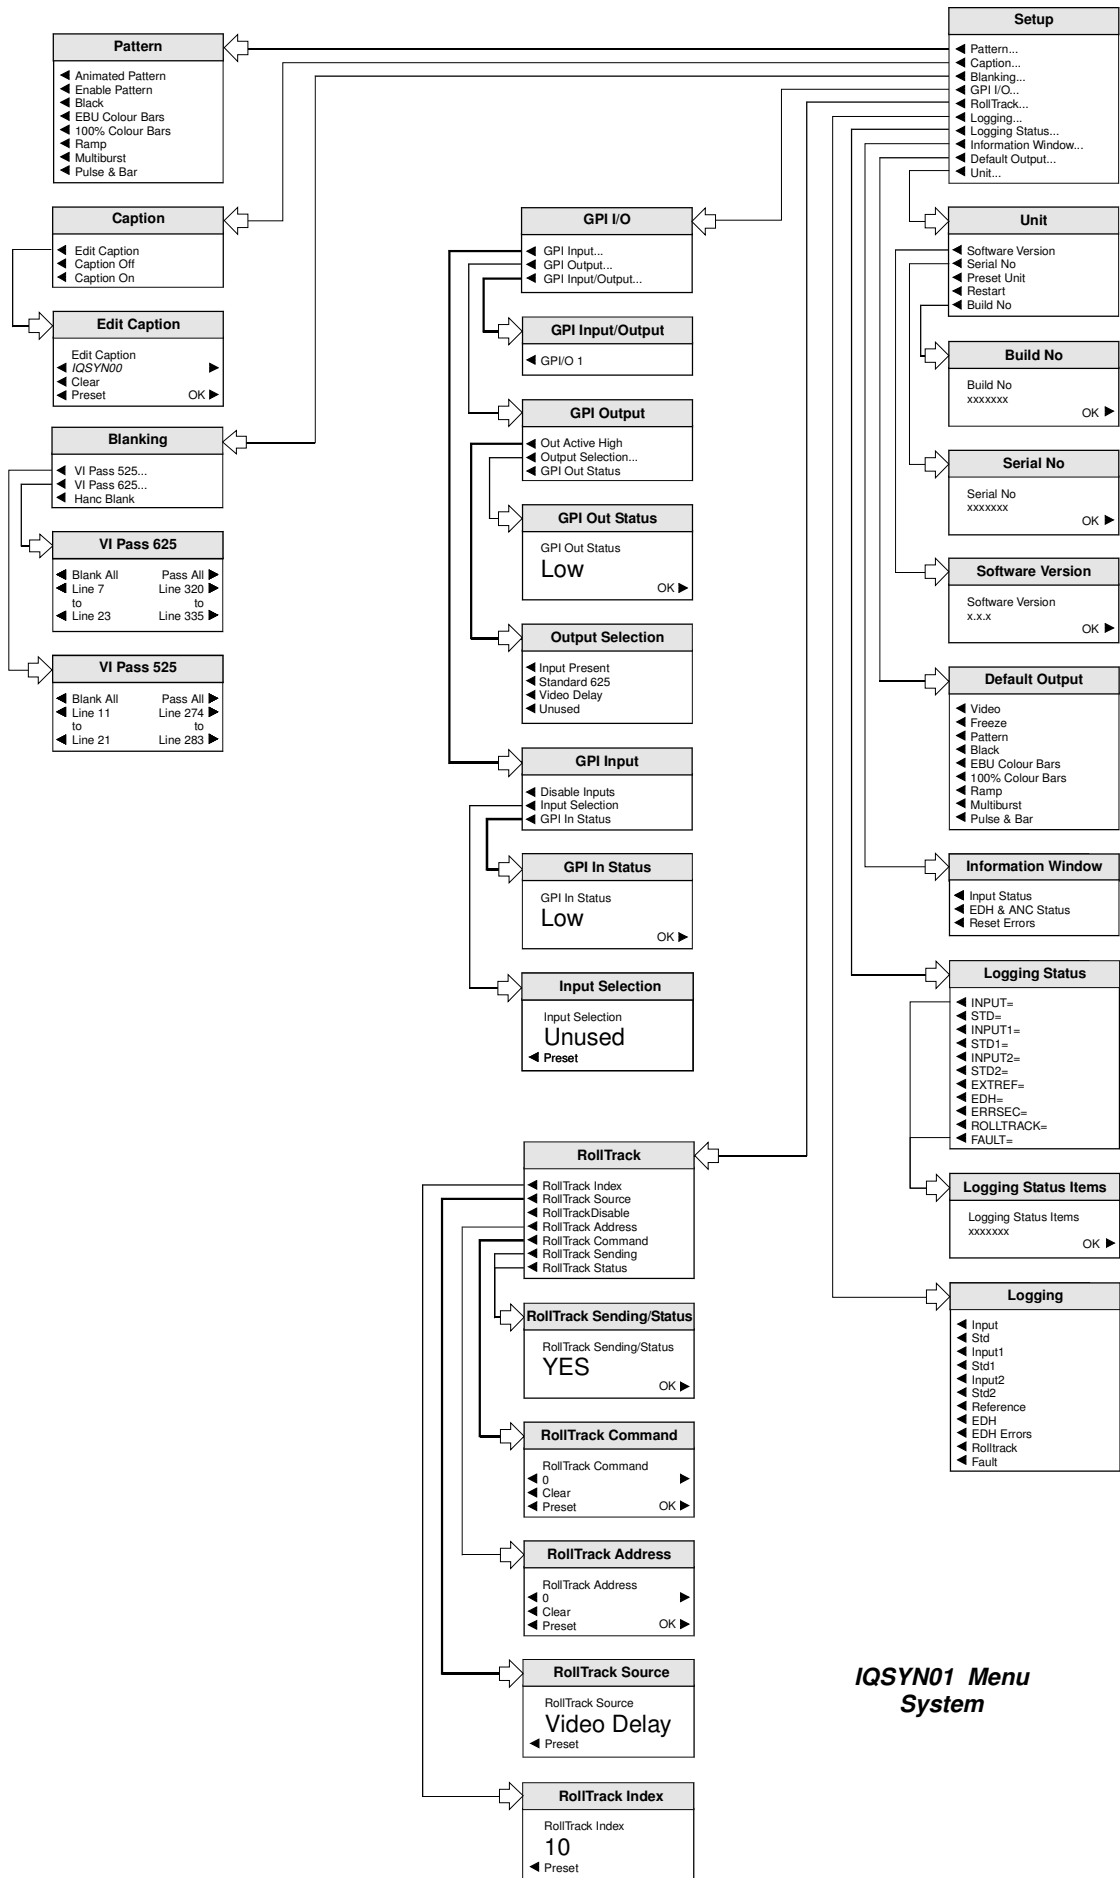 Setup
Pattern...
Caption...
Blanking...
GPI I/O...
RollTrack...
Logging...
Logging Status...
Information Window...
Default Output...
Unit...
Pattern
Animated Pattern
Enable Pattern
Black
EBU Colour Bars
100% Colour Bars
Ramp
Multiburst
Pulse & Bar
Caption
Edit Caption
Caption Off
Caption On
Edit Caption
Edit Caption
IQSYN00
Clear
Preset OK
Blanking
VI Pass 525...
VI Pass 625...
Hanc Blank
VI Pass 625
Blank All Pass All
Line 7 Line 320
to to
Line 23 Line 335
VI Pass 525
Blank All Pass All
Line 11 Line 274
to to
Line 21 Line 283
GPI I/O
GPI Input...
GPI Output...
GPI Input/Output...
GPI Input/Output
GPI/O 1
GPI Output
Out Active High
Output Selection...
GPI Out Status
GPI Out Status
GPI Out Status
Low
OK
Output Selection
Input Present
Standard 625
Video Delay
Unused
GPI Input
Disable Inputs
Input Selection
GPI In Status
GPI In Status
GPI In Status
Low
OK
Input Selection
Input Selection
Unused
Preset
RollTrack
RollTrack Index
RollTrack Source
RollTrackDisable
RollTrack Address
RollTrack Command
RollTrack Sending
RollTrack Status
RollTrack Sending/Status
RollTrack Sending/Status
YES
OK
RollTrack Command
RollTrack Command
0
Clear
Preset OK
RollTrack Address
RollTrack Address
0
Clear
Preset OK
RollTrack Source
RollTrack Source
Video Delay
Preset
RollTrack Index
RollTrack Index
10
Preset
Unit
Software Version
Serial No
Preset Unit
Restart
Build No
Build No
Build No
xxxxxxx
OK
Serial No
Serial No
xxxxxxx
OK
Software Version
Software Version
x.x.x
OK
Default Output
Video
Freeze
Pattern
Black
EBU Colour Bars
100% Colour Bars
Ramp
Multiburst
Pulse & Bar
Information Window
Input Status
EDH & ANC Status
Reset Errors
Logging Status
INPUT=
STD=
INPUT1=
STD1=
INPUT2=
STD2=
EXTREF=
EDH=
ERRSEC=
ROLLTRACK=
FAULT=
Logging Status Items
Logging Status Items
xxxxxxx
OK
Logging
Input
Std
Input1
Std1
Input2
Std2
Reference
EDH
EDH Errors
Rolltrack
Fault
IQSYN01 Menu
System